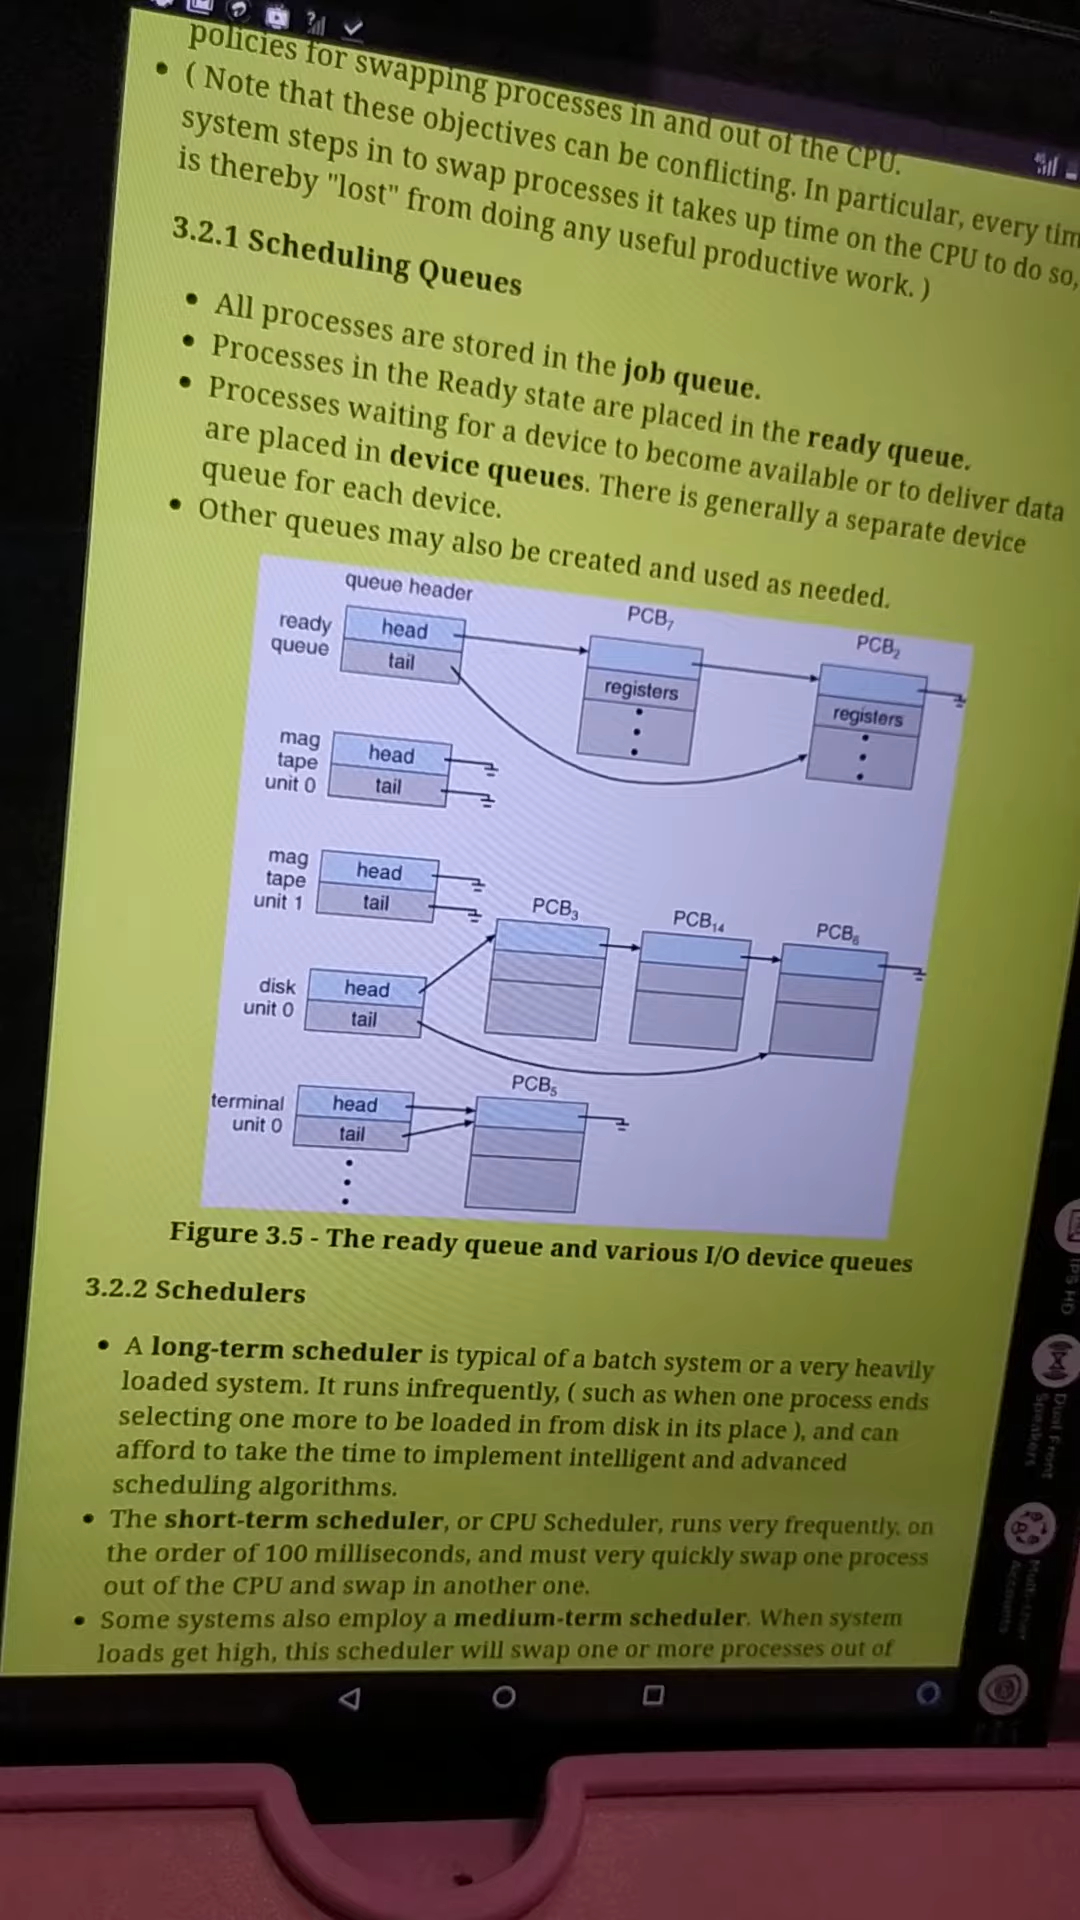 policies for swapping processes in and out of the CPU.
• ( Note that these objectives can be conflicting. In particular, every tim
system steps in to swap processes it takes up time on the CPU to do so,
is thereby "lost" from doing any useful productive work. )
3.2.1 Scheduling Queues
• All processes are stored in the job queue.
• Processes in the Ready state are placed in the ready queue.
• Processes waiting for a device to become available or to deliver data
are placed in device queues. There is generally a separate device
queue for each device.
• Other queues may also be created and used as needed.
queue header
PCB7
PCB2
ready
queue
head
tail
registers
registers
mag
tape
unit 0
head
tail
mag
tape
unit 1
head
tail
PCB3
PCB14
PCB6
disk
unit 0
head
tail
PCB5
terminal
unit 0
head
tail
Figure 3.5 - The ready queue and various I/O device queues
3.2.2 Schedulers
• A long-term scheduler is typical of a batch system or a very heavily
loaded system. It runs infrequently, ( such as when one process ends
selecting one more to be loaded in from disk in its place ), and can
afford to take the time to implement intelligent and advanced
scheduling algorithms.
• The short-term scheduler, or CPU Scheduler, runs very frequently, on
the order of 100 milliseconds, and must very quickly swap one process
out of the CPU and swap in another one.
• Some systems also employ a medium-term scheduler. When system
loads get high, this scheduler will swap one or more processes out of
IPS HD
Dual Front
Speakers
Accounts